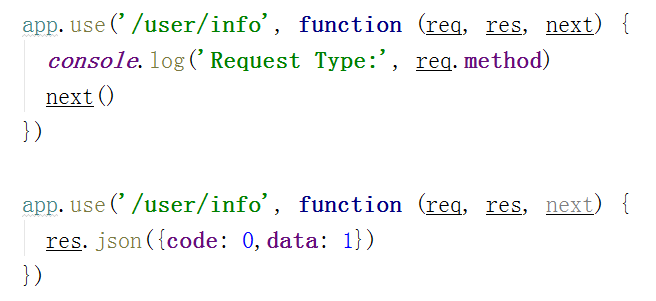 app.use('/user/info', function (req, res, next) {
  console.log('Request Type:', req.method)
  next()
})

app.use('/user/info', function (req, res, next) {
  res.json({code: 0,data: 1})
})